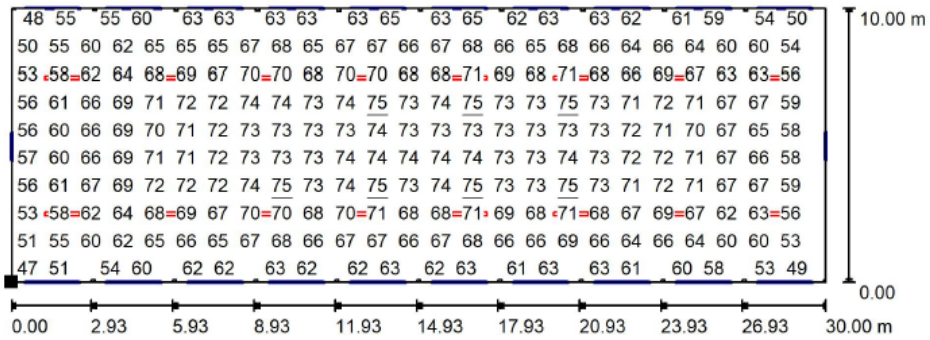 48 55 55 60 63 63 63 63 63 65 63 65 62 63 63 62 61 59 54 50
10.00 m
50 55 60 62 65 65 65 67 68 65 67 67 66 67 68 66 65 68 66 64 66 64 60 60 54
53 58 62 64 68 69 67 70 70 68 70 70 68 68 71 69 68 71 68 66 69 67 63 63 56
56 61 66 69 71 72 72 74 74 73 74 75 73 74 75 73 73 75 73 71 72 71 67 67 59
56 60 66 69 70 71 72 73 73 73 73 74 73 73 73 73 73 73 73 72 71 70 67 65 58
57 60 66 69 71 71 72 73 73 73 74 74 74 74 74 73 73 74 73 72 72 71 67 66 58
56 61 67 69 72 72 72 74 75 73 74 75 73 74 75 73 73 75 73 71 72 71 67 67 59
53 58 62 64 68 69 67 70 70 68 70 71 68 68 71 69 68 71 68 67 69 67 62 63 56
51 55 60 62 65 66 65 67 68 66 67 67 66 67 68 66 66 69 66 64 66 64 60 60 53
47 51 54 60 62 62 63 62 62 63 62 63 61 63 63 61 60 58 53 49
0.00
0.00 2.93 5.93 8.93 11.93 14.93 17.93 20.93 23.93 26.93 30.00 m